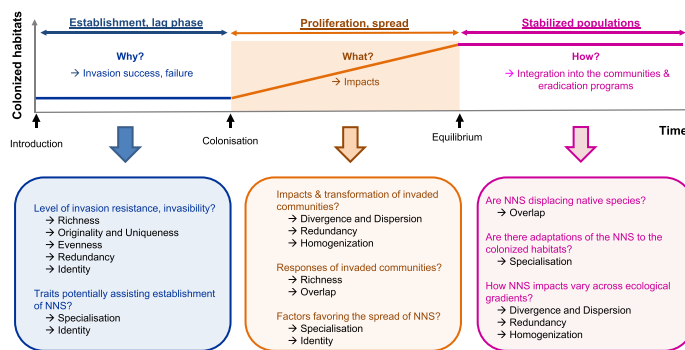 Establishment, lag phase
Proliferation, spread
Stabilized populations
Colonized habitats
Why?
→ Invasion success, failure
What?
→ Impacts
How?
→ Integration into the communities &
eradication programs
Introduction
Colonisation
Equilibrium
Time
Level of invasion resistance, invasibility?
→ Richness
→ Originality and Uniqueness
→ Evenness
→ Redundancy
→ Identity
Traits potentially assisting establishment
of NNS?
→ Specialisation
→ Identity
Impacts & transformation of invaded
communities?
→ Divergence and Dispersion
→ Redundancy
→ Homogenization
Responses of invaded communities?
→ Richness
→ Overlap
Factors favoring the spread of NNS?
→ Specialisation
→ Identity
Are NNS displacing native species?
→ Overlap
Are there adaptations of the NNS to the
colonized habitats?
→ Specialisation
How NNS impacts vary across ecological
gradients?
→ Divergence and Dispersion
→ Redundancy
→ Homogenization